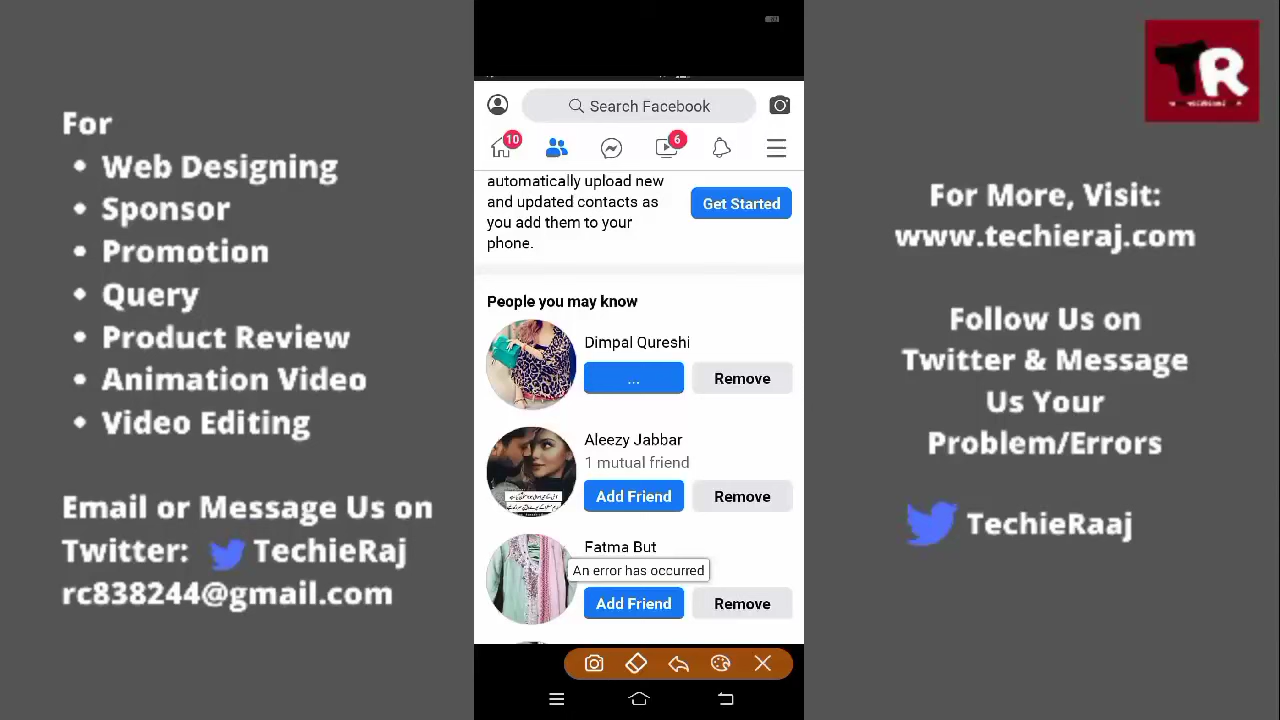 For
• Web Designing
• Sponsor
• Promotion
• Query
• Product Review
• Animation Video
• Video Editing
Email or Message Us on
Twitter: TechieRaj
rc838244@gmail.com
Search Facebook
10
6
automatically upload new
and updated contacts as
you add them to your
phone.
Get Started
People you may know
Dimpal Qureshi
...
Remove
Aleezy Jabbar
1 mutual friend
Add Friend
Remove
Fatma But
An error has occurred
Add Friend
Remove
TR
For More, Visit:
www.techieraj.com
Follow Us on
Twitter & Message
Us Your
Problem/Errors
TechieRaaj